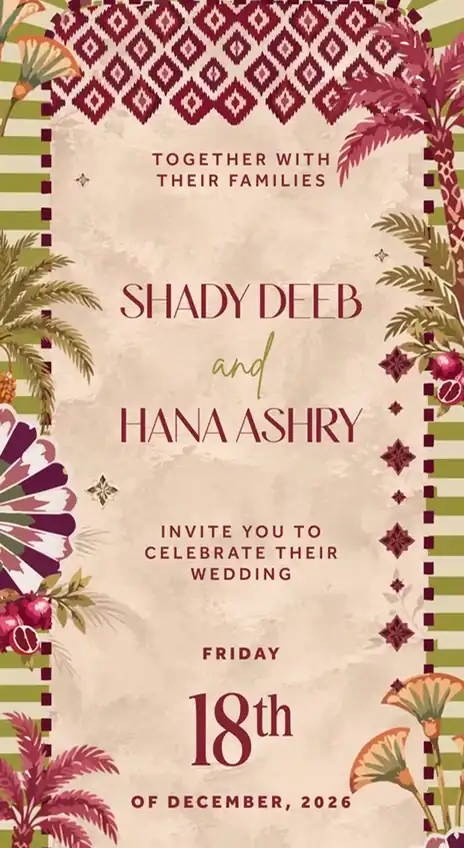 TOGETHER WITH
THEIR FAMILIES
SHADY DEEB
and
HANA ASHRY
INVITE YOU TO
CELEBRATE THEIR
WEDDING
FRIDAY
18th
OF DECEMBER, 2026